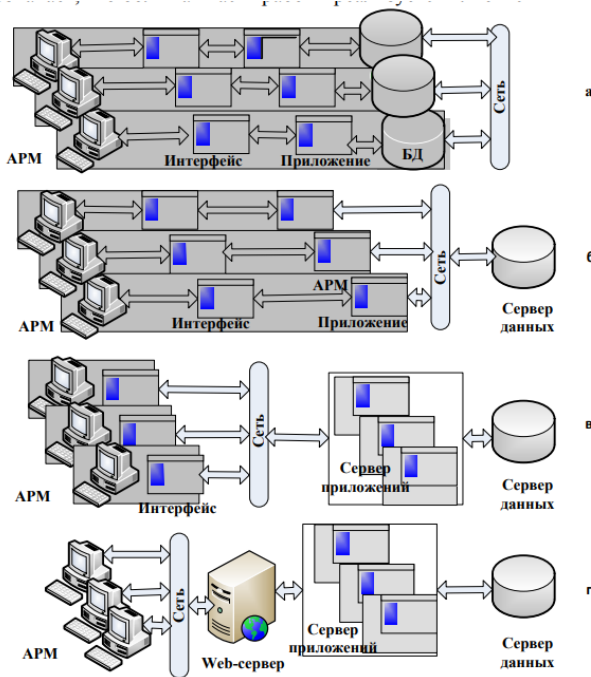 а
Сеть
АРМ
Интерфейс
Приложение
БД
б
Сеть
АРМ
АРМ
Интерфейс
Приложение
Сервер
данных
в
Сеть
Сервер
приложений
АРМ
Интерфейс
Сервер
данных
г
Сеть
АРМ
Web-сервер
Сервер
приложений
Сервер
данных